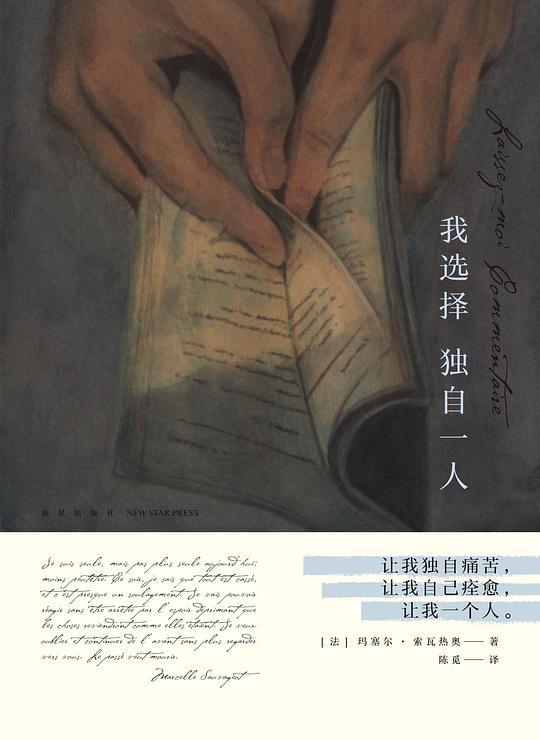 我选择 独自一人
Laissez-moi Commentaire
新星出版社 NEW STAR PRESS
Je suis seule, mais pas plus seule aujourd'hui;
moins peut-être. Ce soir, je sais que tout est cassé,
et c'est presque un soulagement. Je vais pouvoir
réagir sans être arrêtée par l'espoir déprimant que
les choses reviendront comme elles étaient. Je veux
oublier et continuer de l'avant sans plus regarder
vers vous. Le passé veut mourir.
Marcelle Sauvageot
让我独自痛苦,
让我自己痊愈,
让我一个人。
[法] 玛塞尔·索瓦热奥——著
陈觅——译